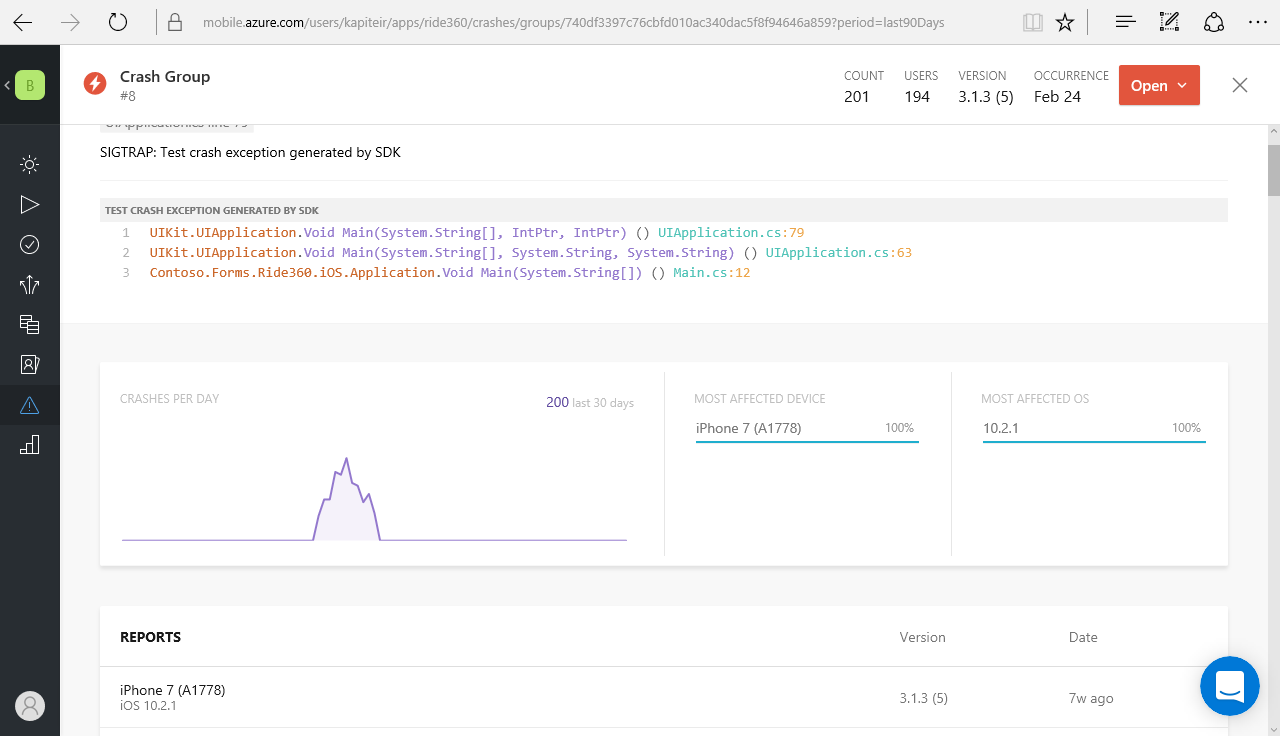 mobile.azure.com/users/kapiteir/apps/ride360/crashes/groups/740df3397c76cbfd010ac340dac5f8f94646a859?period=last90Days
B
Crash Group
#8
COUNT
201
USERS
194
VERSION
3.1.3 (5)
OCCURRENCE
Feb 24
Open
SIGTRAP: Test crash exception generated by SDK
TEST CRASH EXCEPTION GENERATED BY SDK
1 UIKit.UIApplication.Void Main(System.String[], IntPtr, IntPtr) () UIApplication.cs:79
2 UIKit.UIApplication.Void Main(System.String[], System.String, System.String) () UIApplication.cs:63
3 Contoso.Forms.Ride360.iOS.Application.Void Main(System.String[]) () Main.cs:12
CRASHES PER DAY
200 last 30 days
MOST AFFECTED DEVICE
iPhone 7 (A1778) 100%
MOST AFFECTED OS
10.2.1 100%
REPORTS Version Date
iPhone 7 (A1778)
iOS 10.2.1
3.1.3 (5) 7w ago